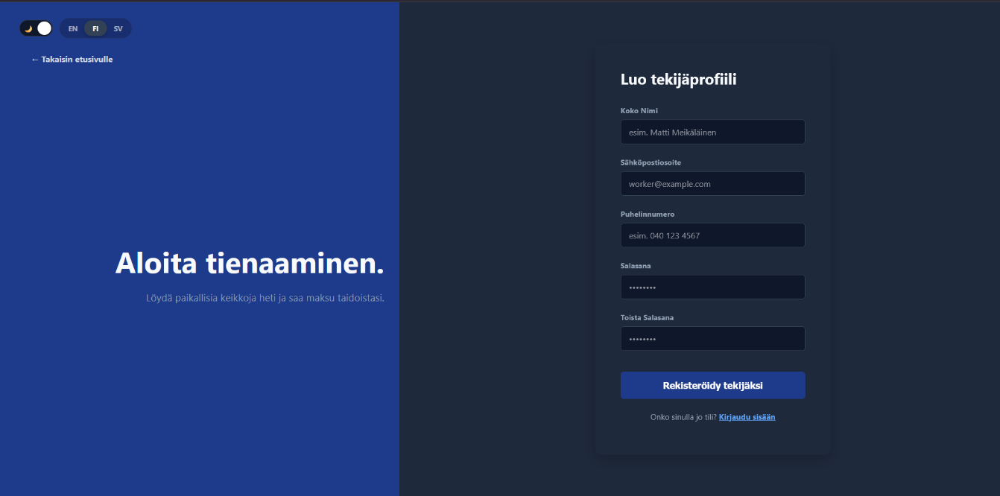 EN FI SV
← Takaisin etusivulle
Aloita tienaaminen.
Löydä paikallisia keikkoja heti ja saa maksu taidoistasi.
Luo tekijäprofiili
Koko Nimi
esim. Matti Meikäläinen
Sähköpostiosoite
worker@example.com
Puhelinnumero
esim. 040 123 4567
Salasana
••••••••
Toista Salasana
••••••••
Rekisteröidy tekijäksi
Onko sinulla jo tili? Kirjaudu sisään